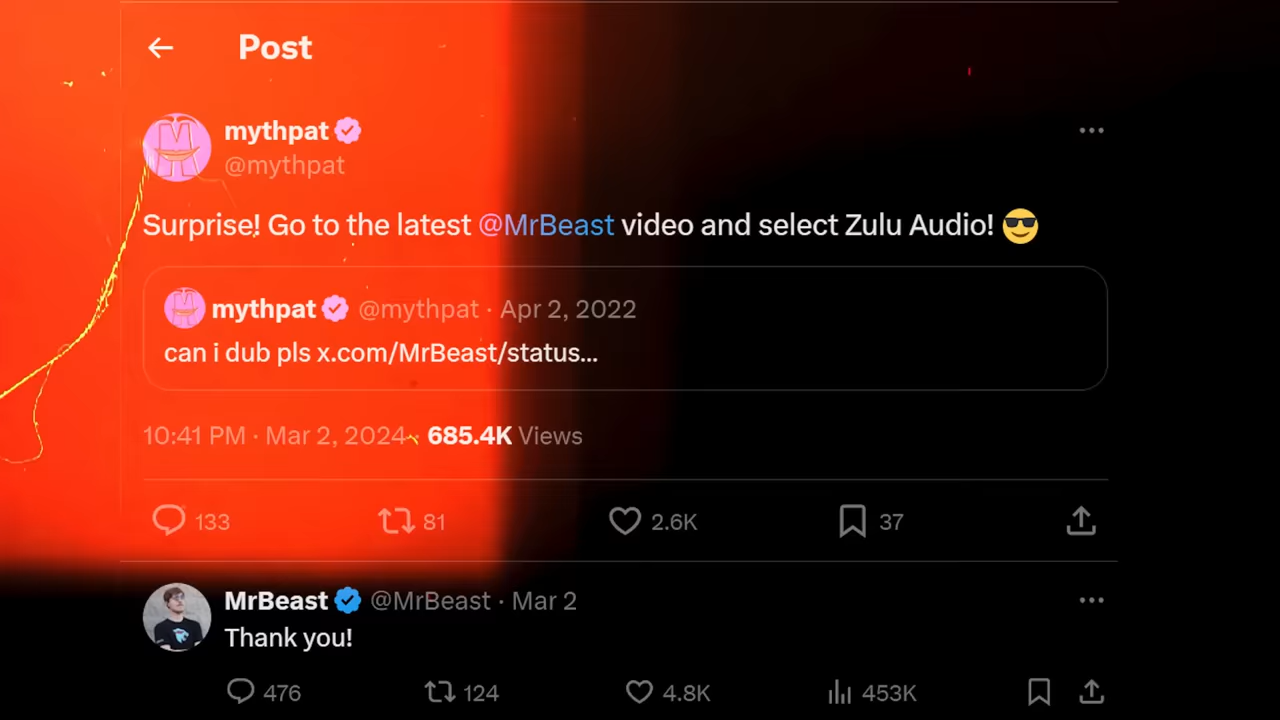 Post
mythpat
@mythpat
Surprise! Go to the latest @MrBeast video and select Zulu Audio! 😎
mythpat @mythpat · Apr 2, 2022
can i dub pls x.com/MrBeast/status...
10:41 PM · Mar 2, 2024 685.4K Views
133 81 2.6K 37
MrBeast @MrBeast · Mar 2
Thank you!
476 124 4.8K 453K